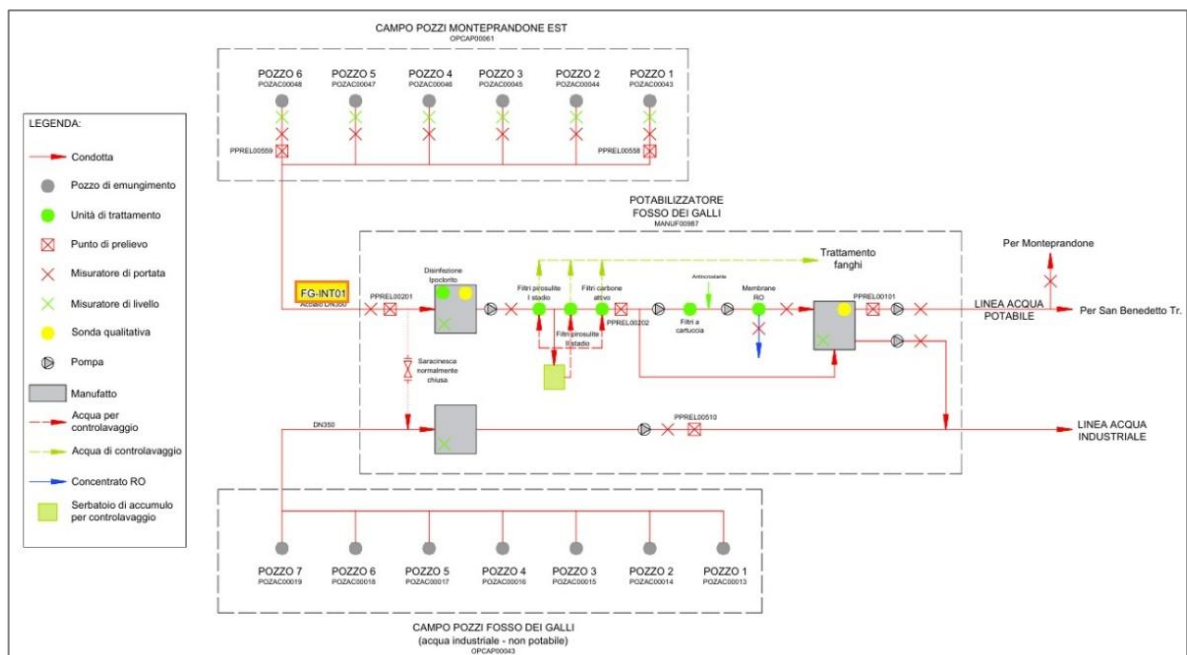 CAMPO POZZI MONTEPRANDONE EST
OPCAP00061
POZZO 6
POZAC00048
POZZO 5
POZAC00047
POZZO 4
POZAC00046
POZZO 3
POZAC00045
POZZO 2
POZAC00044
POZZO 1
POZAC00043
PPREL00559
PPREL00558
LEGENDA:
Condotta
Pozzo di emungimento
Unità di trattamento
Punto di prelievo
Misuratore di portata
Misuratore di livello
Sonda qualitativa
Pompa
Manufatto
Acqua per
controlavaggio
Acqua di controlavaggio
Concentrato RO
Serbatoio di accumulo
per controlavaggio
POTABILIZZATORE
FOSSO DEI GALLI
MANUF00987
Trattamento
fanghi
Per Monteprandone
FG-INT01
Acciaio DN350
PPREL00201
Disinfezione
Ipoclorito
Filtri pirosulite
I stadio
Filtri carbone
attivo
Antincrostante
Membrane
RO
PPREL00202
Filtri a
cartuccia
Filtri pirosulite
II stadio
PPREL00101
LINEA ACQUA
POTABILE
Per San Benedetto Tr.
Saracinesca
normalmente
chiusa
DN350
PPREL00510
LINEA ACQUA
INDUSTRIALE
POZZO 7
POZAC00019
POZZO 6
POZAC00018
POZZO 5
POZAC00017
POZZO 4
POZAC00016
POZZO 3
POZAC00015
POZZO 2
POZAC00014
POZZO 1
POZAC00013
CAMPO POZZI FOSSO DEI GALLI
(acqua industriale - non potabile)
OPCAP00043